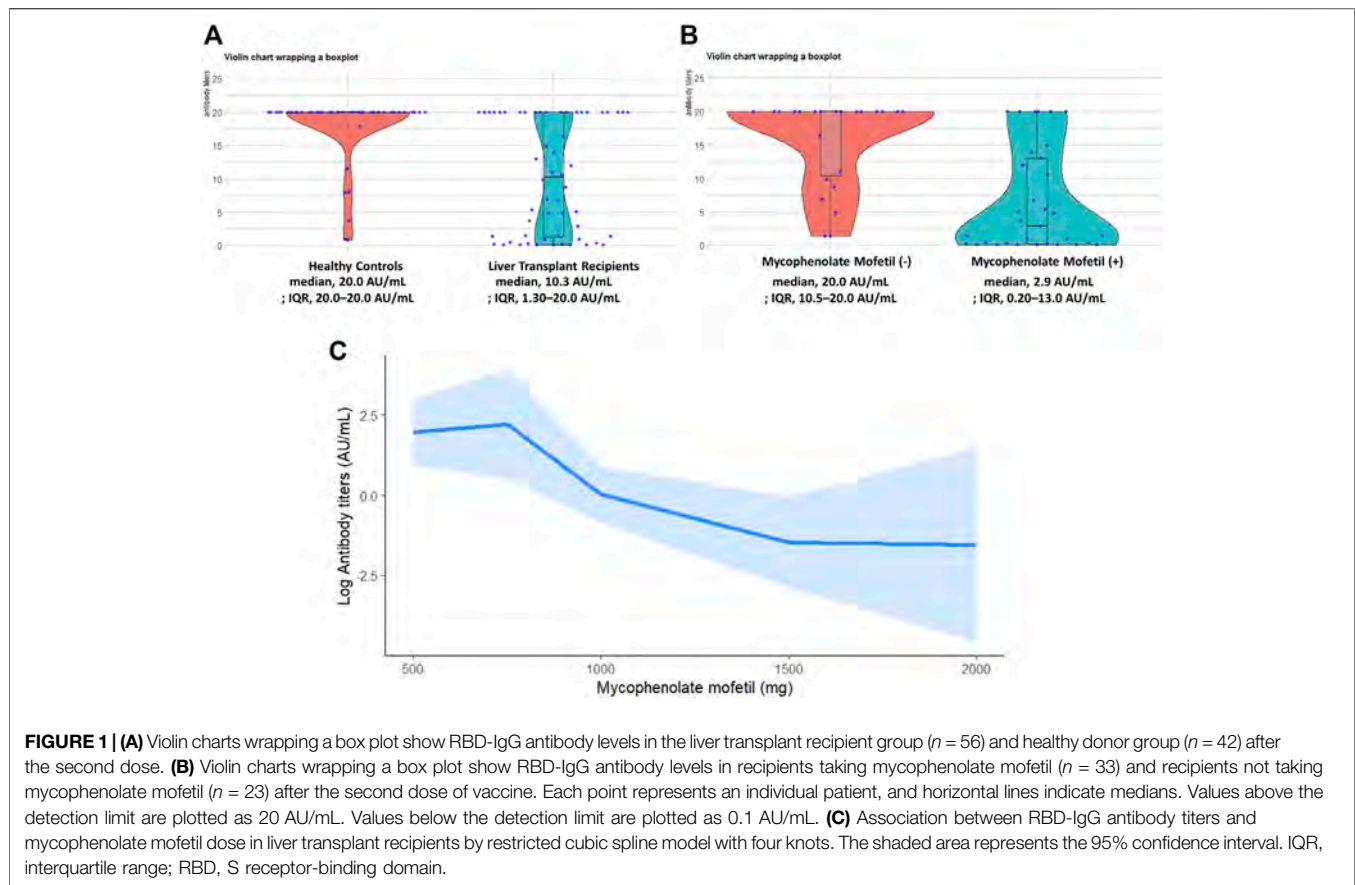 A
Violin chart wrapping a boxplot
antibody titers
25
20
15
10
5
0
Healthy Controls
median, 20.0 AU/mL
; IQR, 20.0–20.0 AU/mL
Liver Transplant Recipients
median, 10.3 AU/mL
; IQR, 1.30–20.0 AU/mL
B
Violin chart wrapping a boxplot
antibody titers
25
20
15
10
5
0
Mycophenolate Mofetil (-)
median, 20.0 AU/mL
; IQR, 10.5–20.0 AU/mL
Mycophenolate Mofetil (+)
median, 2.9 AU/mL
; IQR, 0.20–13.0 AU/mL
C
Log Antibody titers (AU/mL)
2.5
0.0
-2.5
500
1000
1500
2000
Mycophenolate mofetil (mg)
FIGURE 1 | (A) Violin charts wrapping a box plot show RBD-IgG antibody levels in the liver transplant recipient group (n = 56) and healthy donor group (n = 42) after
the second dose. (B) Violin charts wrapping a box plot show RBD-IgG antibody levels in recipients taking mycophenolate mofetil (n = 33) and recipients not taking
mycophenolate mofetil (n = 23) after the second dose of vaccine. Each point represents an individual patient, and horizontal lines indicate medians. Values above the
detection limit are plotted as 20 AU/mL. Values below the detection limit are plotted as 0.1 AU/mL. (C) Association between RBD-IgG antibody titers and
mycophenolate mofetil dose in liver transplant recipients by restricted cubic spline model with four knots. The shaded area represents the 95% confidence interval. IQR,
interquartile range; RBD, S receptor-binding domain.